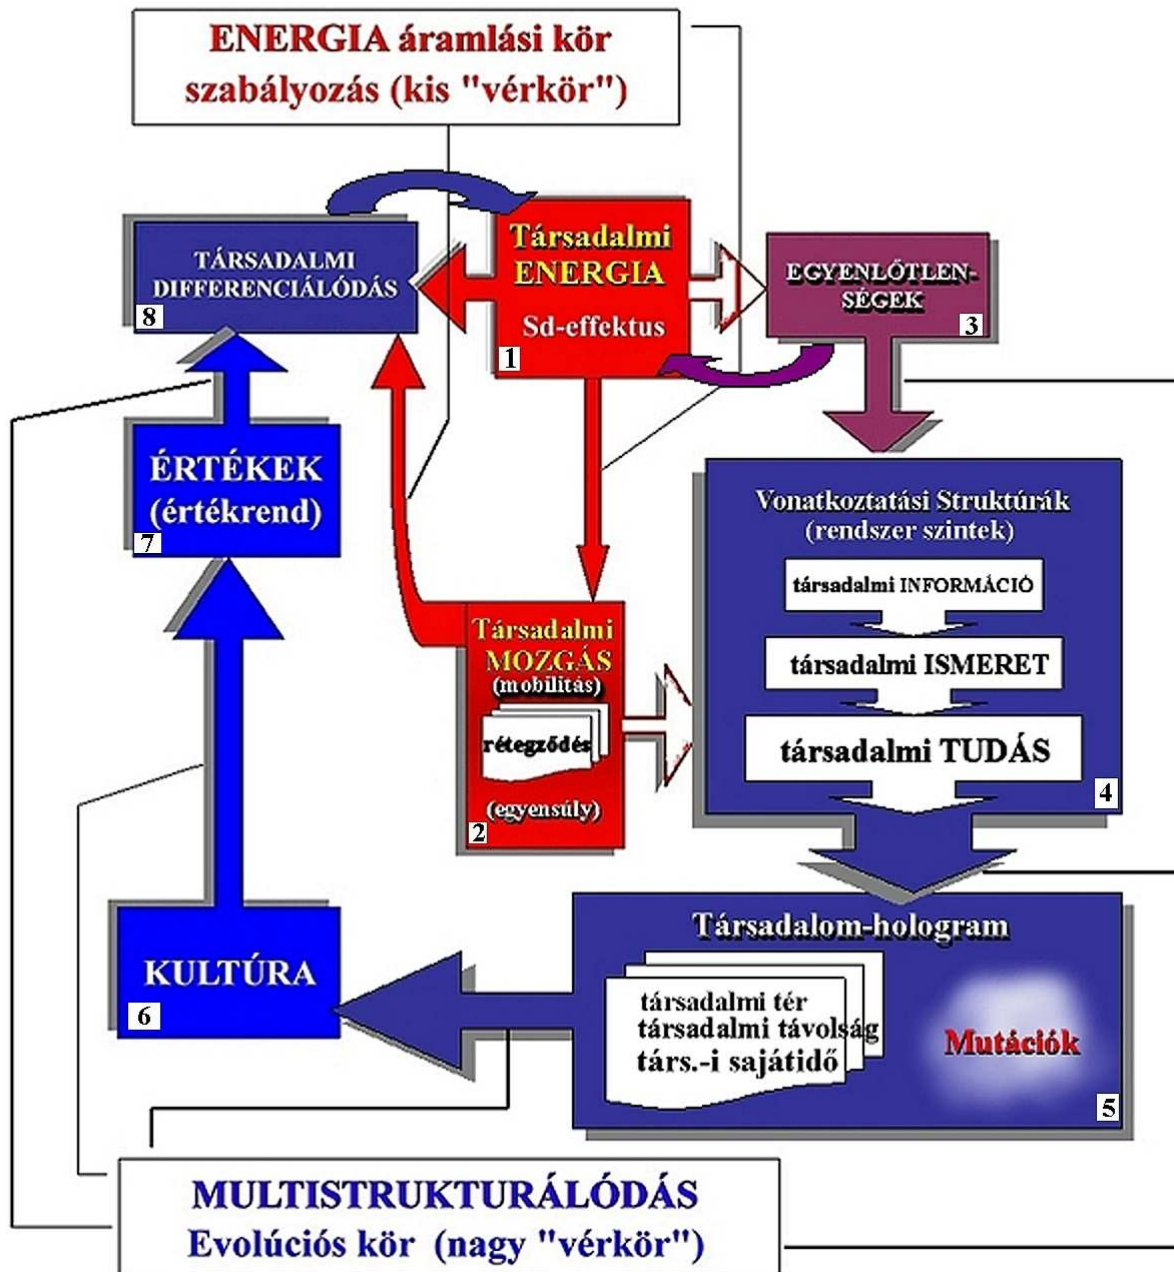 ENERGIA áramlási kör
szabályozás (kis "vérkör")
TÁRSADALMI
DIFFERENCIÁLÓDÁS
8
Társadalmi
ENERGIA
Sd-effektus
1
EGYENLŐTLEN-
SÉGEK
3
ÉRTÉKEK
(értékrend)
7
Vonatkoztatási Struktúrák
(rendszer szintek)
társadalmi INFORMÁCIÓ
társadalmi ISMERET
társadalmi TUDÁS
4
Társadalmi
MOZGÁS
(mobilitás)
rétegződés
(egyensúly)
2
Társadalom-hologram
társadalmi tér
társadalmi távolság
társ.-i sajátidő
Mutációk
5
KULTÚRA
6
MULTISTRUKTURÁLÓDÁS
Evolúciós kör (nagy "vérkör")